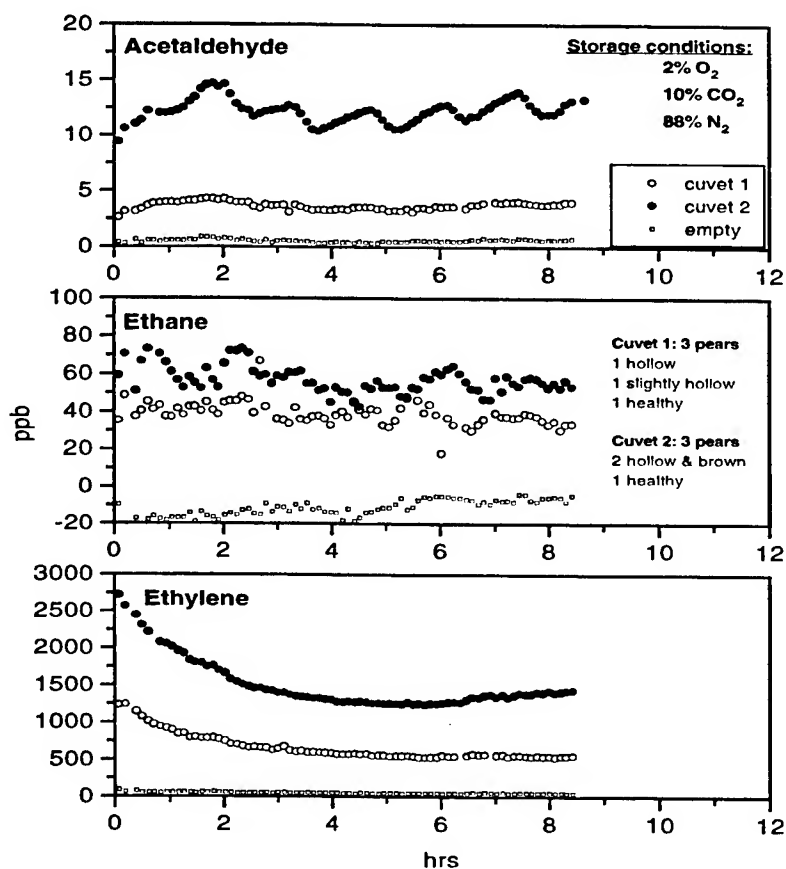 Acetaldehyde
Storage conditions:
2% O₂
10% CO₂
88% N₂
cuvet 1
cuvet 2
empty
20
15
10
5
0
0 2 4 6 8 10 12
Ethane
Cuvet 1: 3 pears
1 hollow
1 slightly hollow
1 healthy
Cuvet 2: 3 pears
2 hollow & brown
1 healthy
ppb
100
80
60
40
20
0
-20
0 2 4 6 8 10 12
Ethylene
3000
2500
2000
1500
1000
500
0
0 2 4 6 8 10 12
hrs